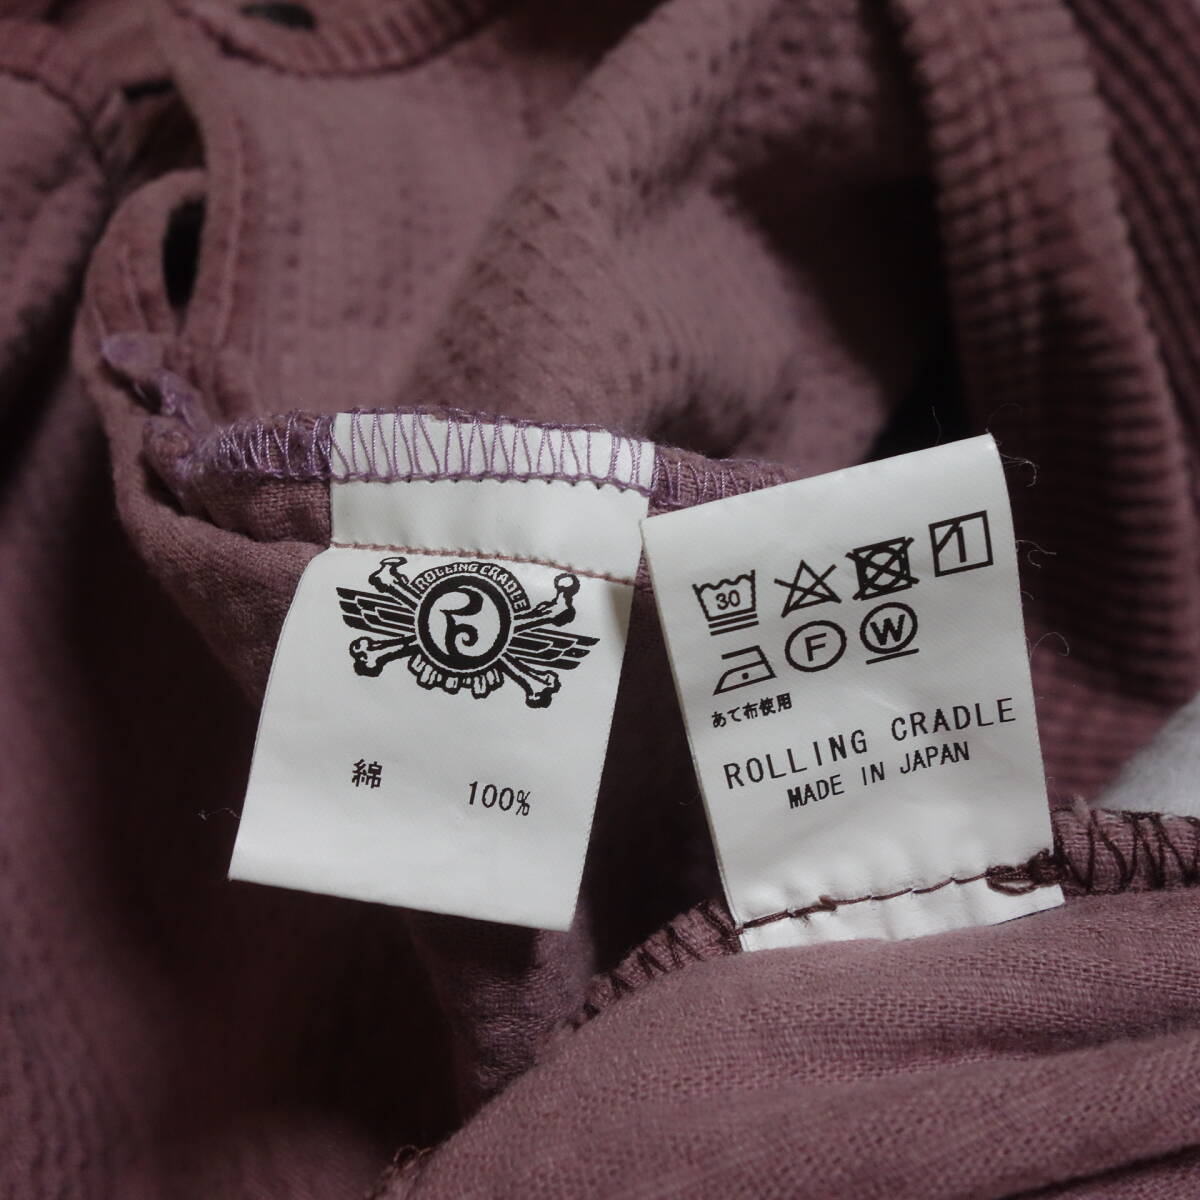 ROLLING CRADLE
綿 100%
30
F W
あて布使用
ROLLING CRADLE
MADE IN JAPAN